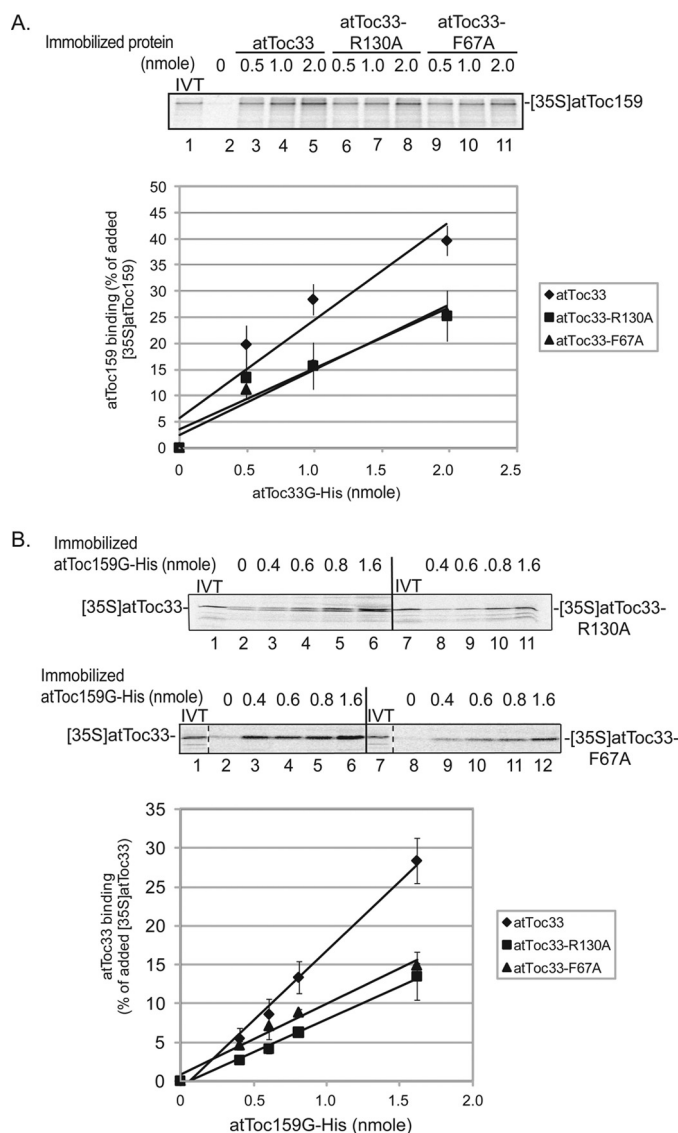 A.
Immobilized protein
(nmole)
atToc33 atToc33-R130A atToc33-F67A
0 0.5 1.0 2.0 0.5 1.0 2.0 0.5 1.0 2.0
IVT
-[35S]atToc159
1 2 3 4 5 6 7 8 9 10 11
atToc159 binding (% of added
[35S]atToc159)
50
45
40
35
30
25
20
15
10
5
0
0 0.5 1.0 1.5 2.0 2.5
atToc33G-His (nmole)
atToc33
atToc33-R130A
atToc33-F67A
B.
Immobilized
atToc159G-His (nmole) 0 0.4 0.6 0.8 1.6 0.4 0.6 .0.8 1.6
IVT IVT
[35S]atToc33- -[35S]atToc33-
R130A
1 2 3 4 5 6 7 8 9 10 11
Immobilized
atToc159G-His (nmole) 0 0.4 0.6 0.8 1.6 0 0.4 0.6 0.8 1.6
IVT IVT
[35S]atToc33- -[35S]atToc33-
F67A
1 2 3 4 5 6 7 8 9 10 11 12
atToc33 binding
(% of added [35S]atToc33)
35
30
25
20
15
10
5
0
0 0.5 1.0 1.5 2.0
atToc159G-His (nmole)
atToc33
atToc33-R130A
atToc33-F67A